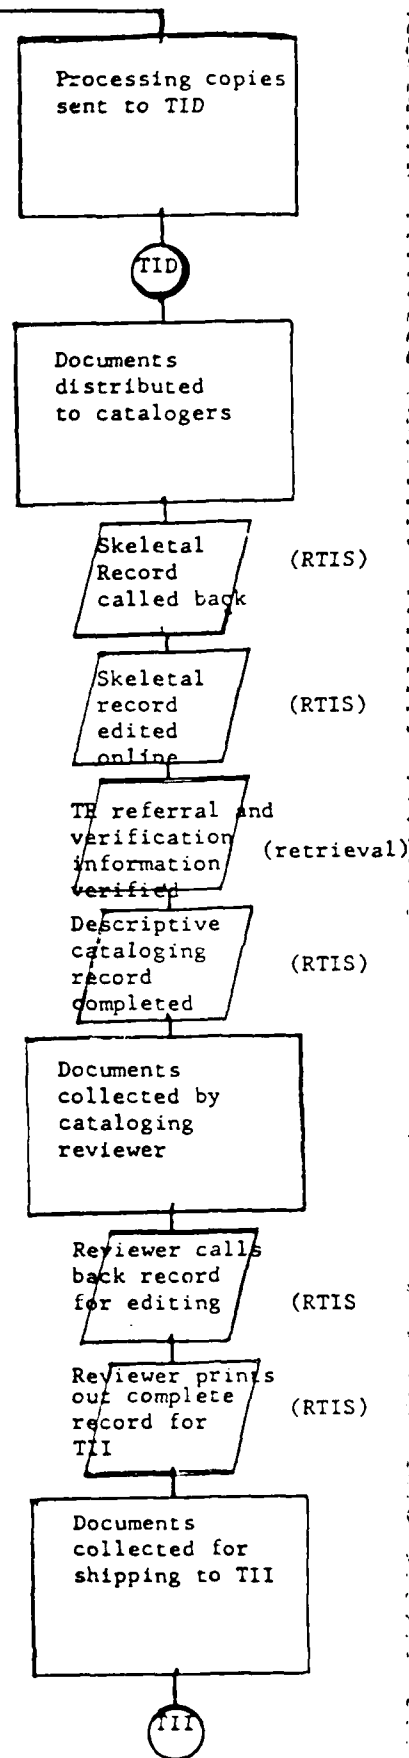 Processing copies
sent to TID
TID
Documents
distributed
to catalogers
Skeletal
Record
called back
(RTIS)
Skeletal
record
edited
online
(RTIS)
TR referral and
verification
information
verified
(retrieval)
Descriptive
cataloging
record
completed
(RTIS)
Documents
collected by
cataloging
reviewer
Reviewer calls
back record
for editing
(RTIS
Reviewer prints
out complete
record for
TII
(RTIS)
Documents
collected for
shipping to TII
TII